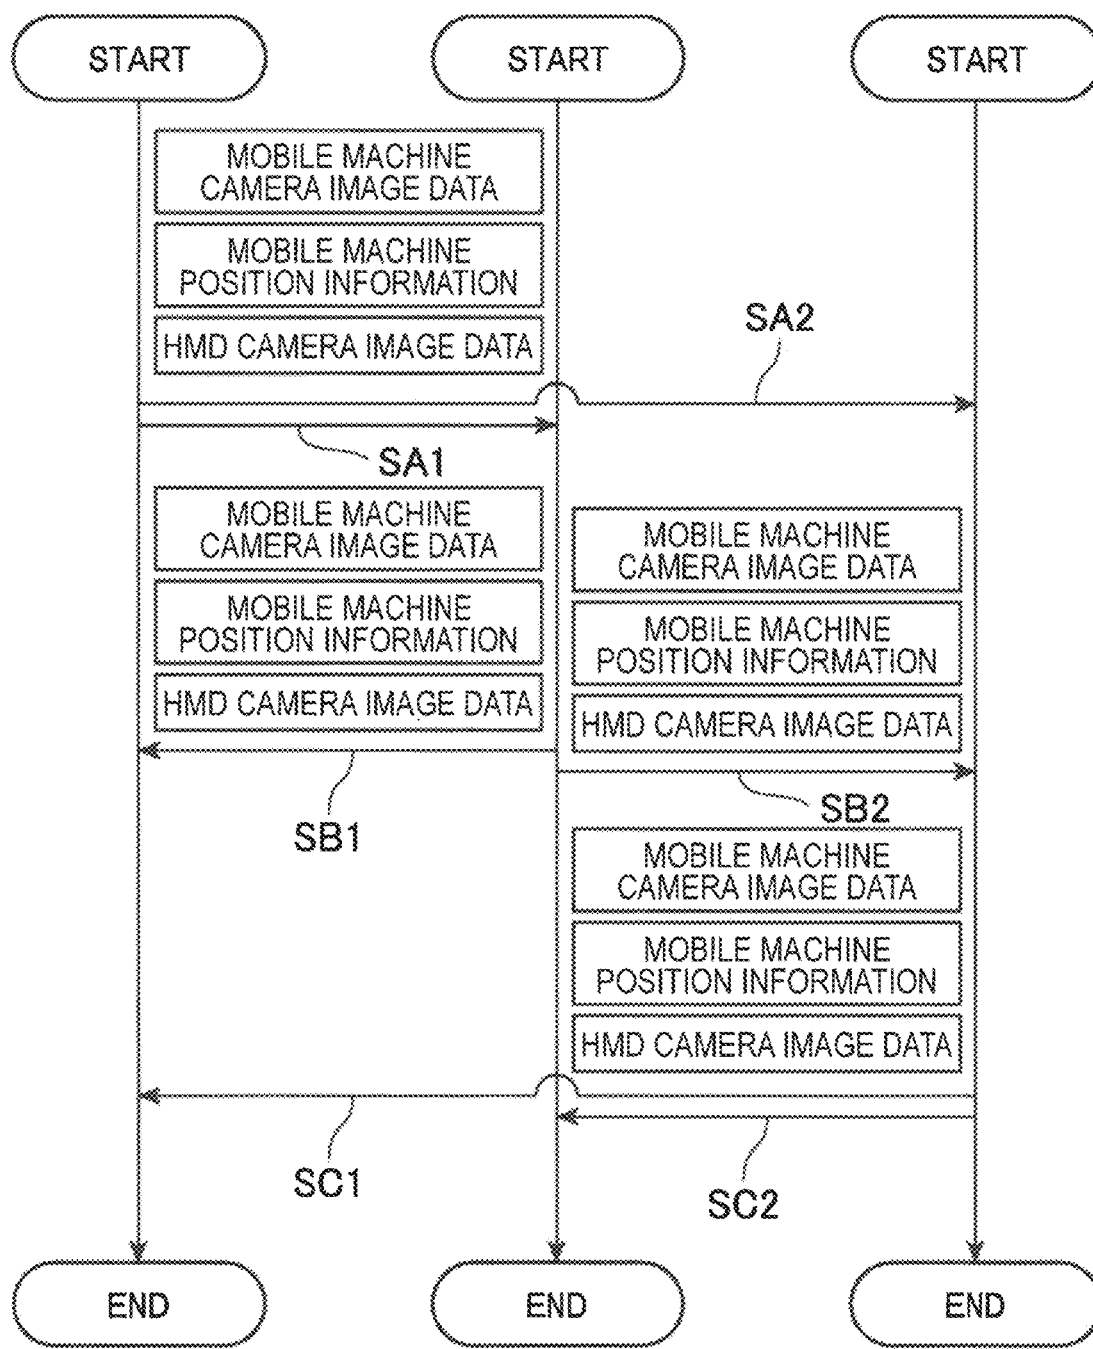 START
START
START
MOBILE MACHINE
CAMERA IMAGE DATA
MOBILE MACHINE
POSITION INFORMATION
HMD CAMERA IMAGE DATA
SA2
SA1
MOBILE MACHINE
CAMERA IMAGE DATA
MOBILE MACHINE
POSITION INFORMATION
HMD CAMERA IMAGE DATA
MOBILE MACHINE
CAMERA IMAGE DATA
MOBILE MACHINE
POSITION INFORMATION
HMD CAMERA IMAGE DATA
SB1
SB2
MOBILE MACHINE
CAMERA IMAGE DATA
MOBILE MACHINE
POSITION INFORMATION
HMD CAMERA IMAGE DATA
SC1
SC2
END
END
END